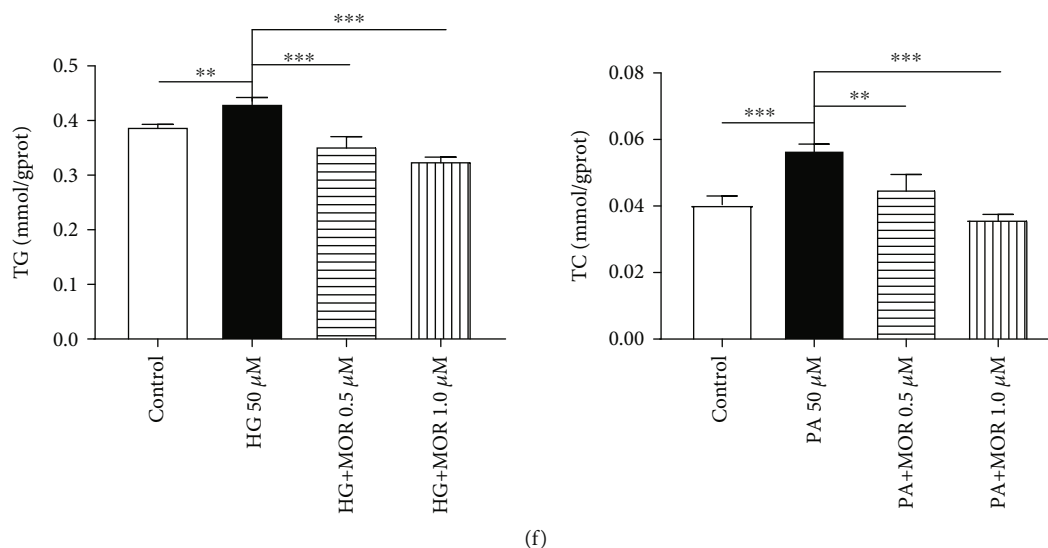 TG (mmol/gprot)
0.5
0.4
0.3
0.2
0.1
0.0
**
***
***
Control
HG 50 µM
HG+MOR 0.5 µM
HG+MOR 1.0 µM
TC (mmol/gprot)
0.08
0.06
0.04
0.02
0.00
***
**
***
Control
PA 50 µM
PA+MOR 0.5 µM
PA+MOR 1.0 µM
(f)